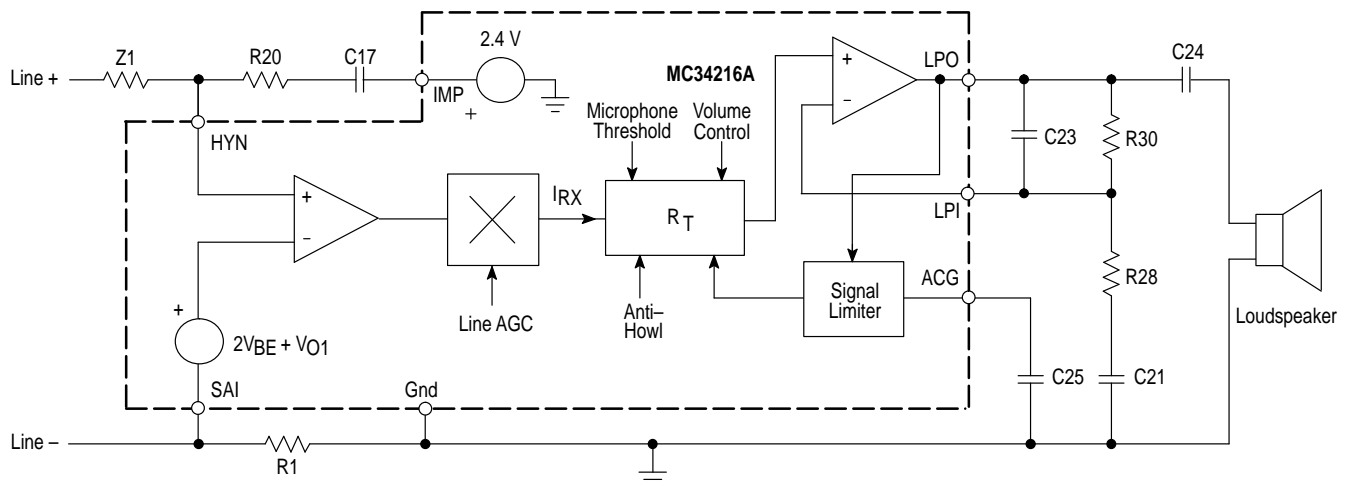 2.4 V
Z1
R20
C17
LPO
C24
Line +
IMP
MC34216A
+
+
−
Microphone
Threshold
Volume
Control
HYN
C23
R30
+
−
IRX
RT
LPI
Line AGC
Anti–
Howl
Signal
Limiter
ACG
R28
Loudspeaker
+
2VBE + VO1
SAI
Gnd
C25
C21
Line –
R1